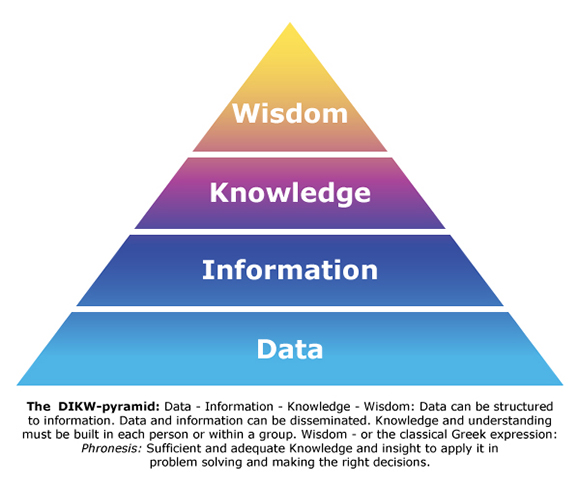 Wisdom
Knowledge
Information
Data
The DIKW-pyramid: Data - Information - Knowledge - Wisdom: Data can be structured
to information. Data and information can be disseminated. Knowledge and understanding
must be built in each person or within a group. Wisdom - or the classical Greek expression:
Phronesis: Sufficient and adequate Knowledge and insight to apply it in
problem solving and making the right decisions.